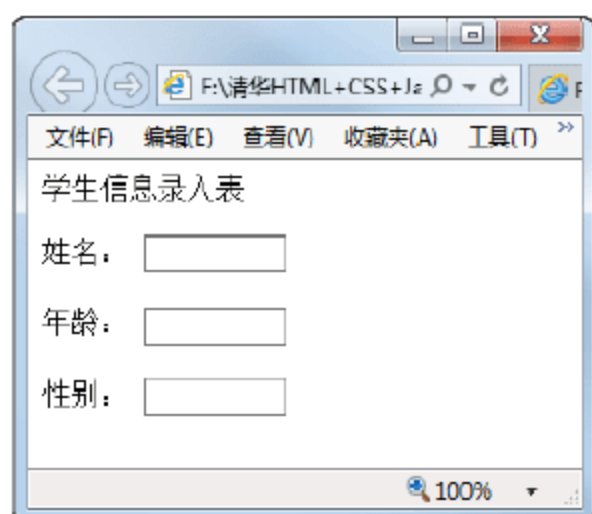 F:\清华HTML+CSS+Ja
文件(F) 编辑(E) 查看(V) 收藏夹(A) 工具(T)
学生信息录入表
姓名：
年龄：
性别：
100%